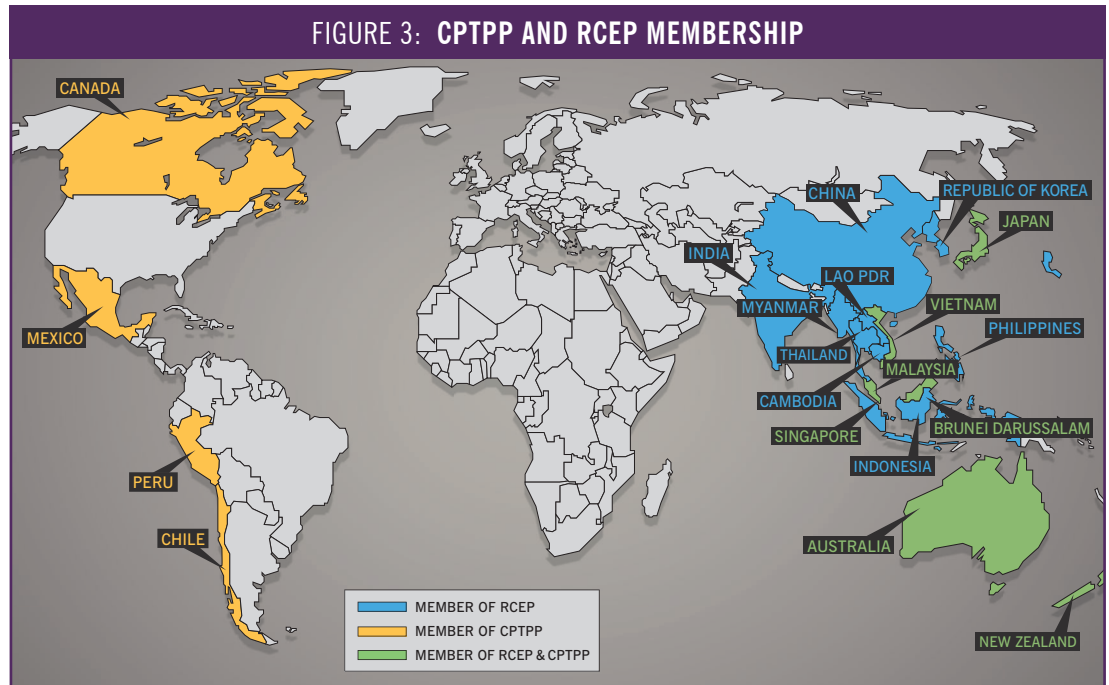 FIGURE 3: CPTPP AND RCEP MEMBERSHIP
CANADA
CHINA
REPUBLIC OF KOREA
JAPAN
INDIA
LAO PDR
MYANMAR
VIETNAM
PHILIPPINES
MEXICO
THAILAND
MALAYSIA
CAMBODIA
SINGAPORE
BRUNEI DARUSSALAM
INDONESIA
PERU
CHILE
AUSTRALIA
MEMBER OF RCEP
MEMBER OF CPTPP
MEMBER OF RCEP & CPTPP
NEW ZEALAND